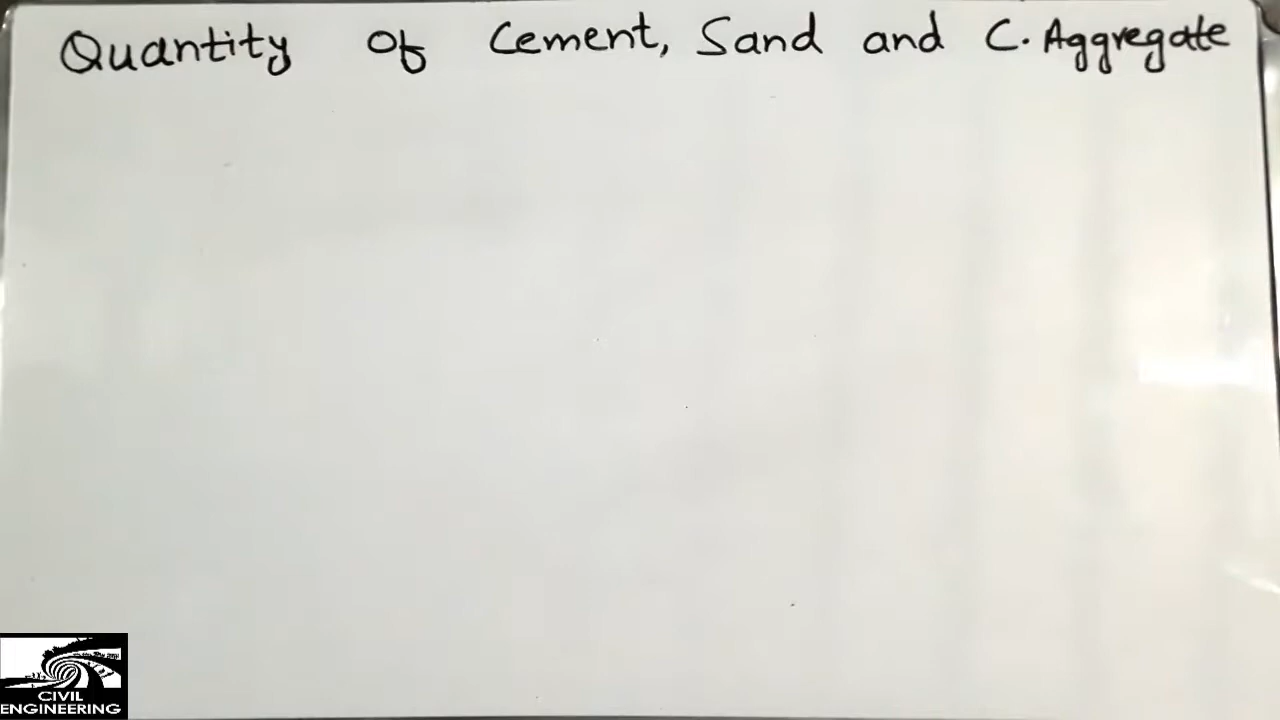 Quantity of Cement, Sand and C. Aggregate
CIVIL
ENGINEERING